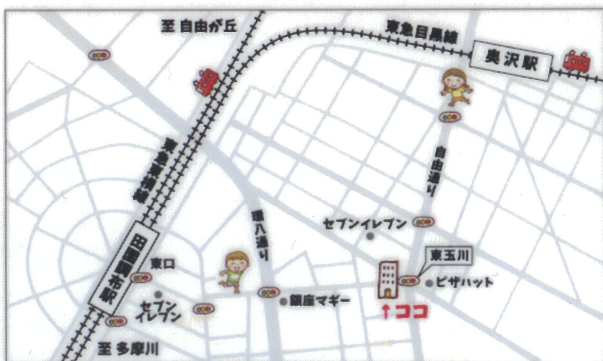 至 自由が丘
東急目黒線
奥沢駅
東急東横線
自由通り
環八通り
セブンイレブン
東玉川
田園調布駅
東口
セブン
イレブン
銀座マギー
ピザハット
↑ココ
至 多摩川